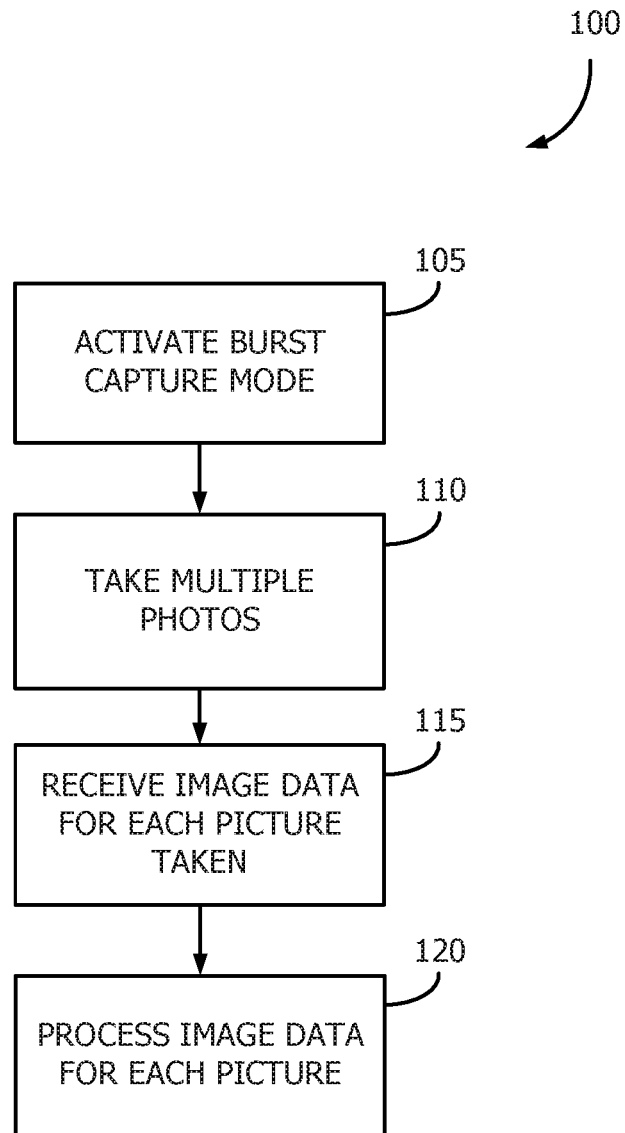 100
105
ACTIVATE BURST
CAPTURE MODE
110
TAKE MULTIPLE
PHOTOS
115
RECEIVE IMAGE DATA
FOR EACH PICTURE
TAKEN
120
PROCESS IMAGE DATA
FOR EACH PICTURE